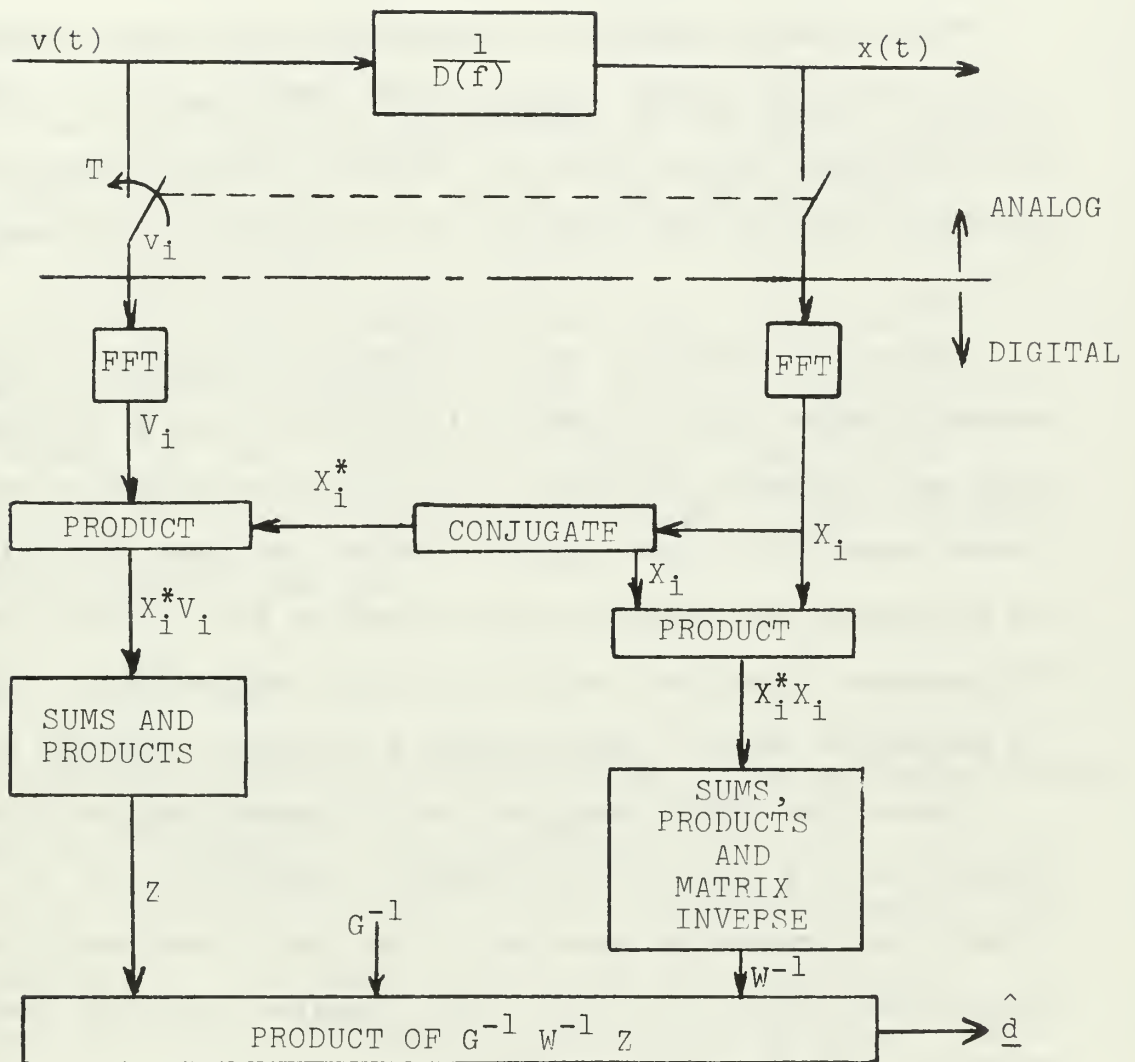 v(t)
1
D(f)
x(t)
T
v_i
ANALOG
DIGITAL
FFT
FFT
V_i
X_i^*
PRODUCT
CONJUGATE
X_i
X_i
X_i^*V_i
PRODUCT
SUMS AND
PRODUCTS
X_i^*X_i
SUMS,
PRODUCTS
AND
MATRIX
INVERSE
Z
G^-1
W^-1
PRODUCT OF G^-1 W^-1 Z
d̂